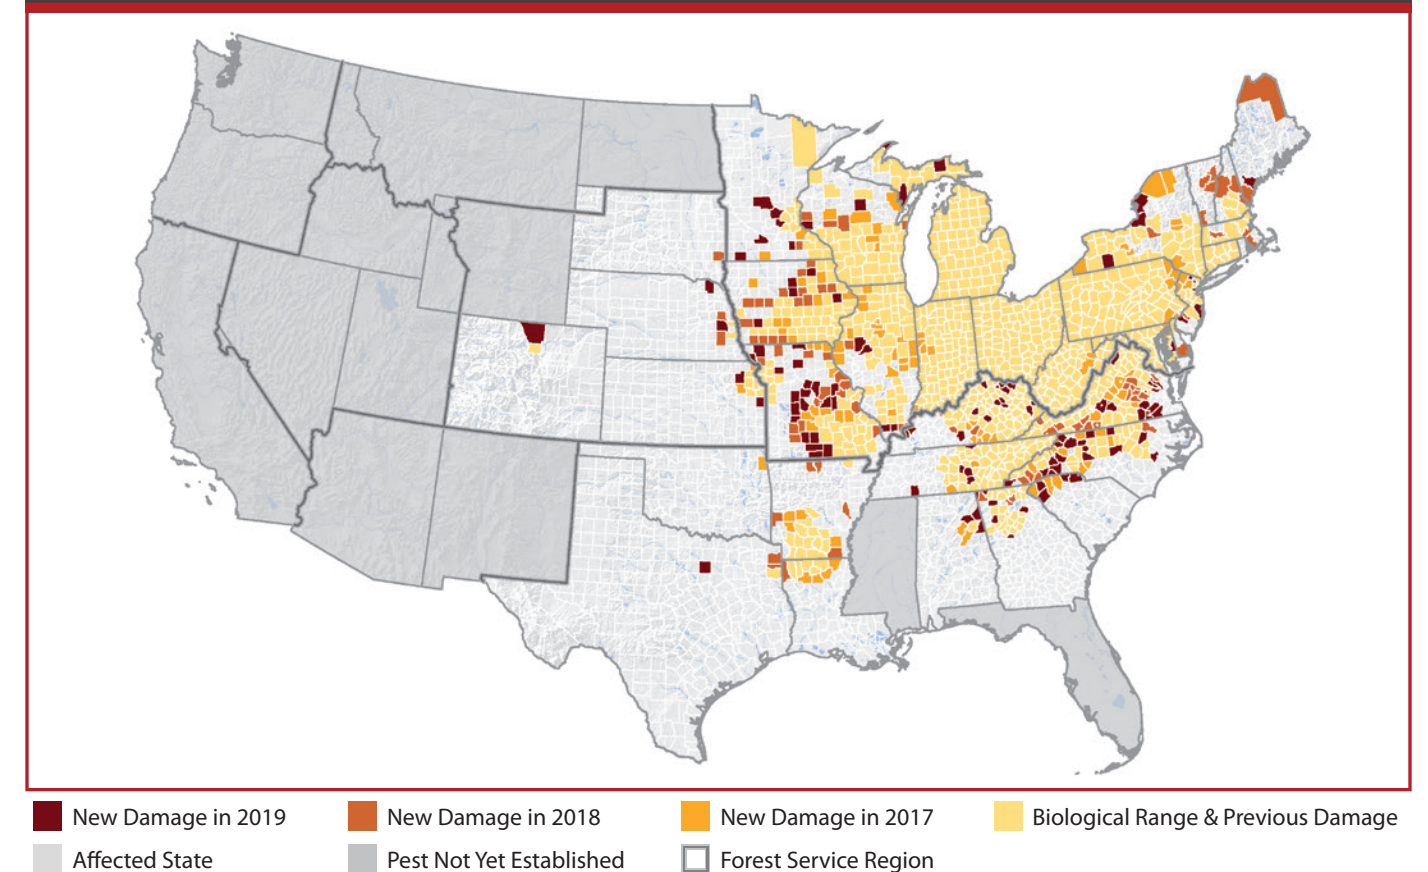 New Damage in 2019 New Damage in 2018 New Damage in 2017 Biological Range & Previous Damage
Affected State Pest Not Yet Established Forest Service Region